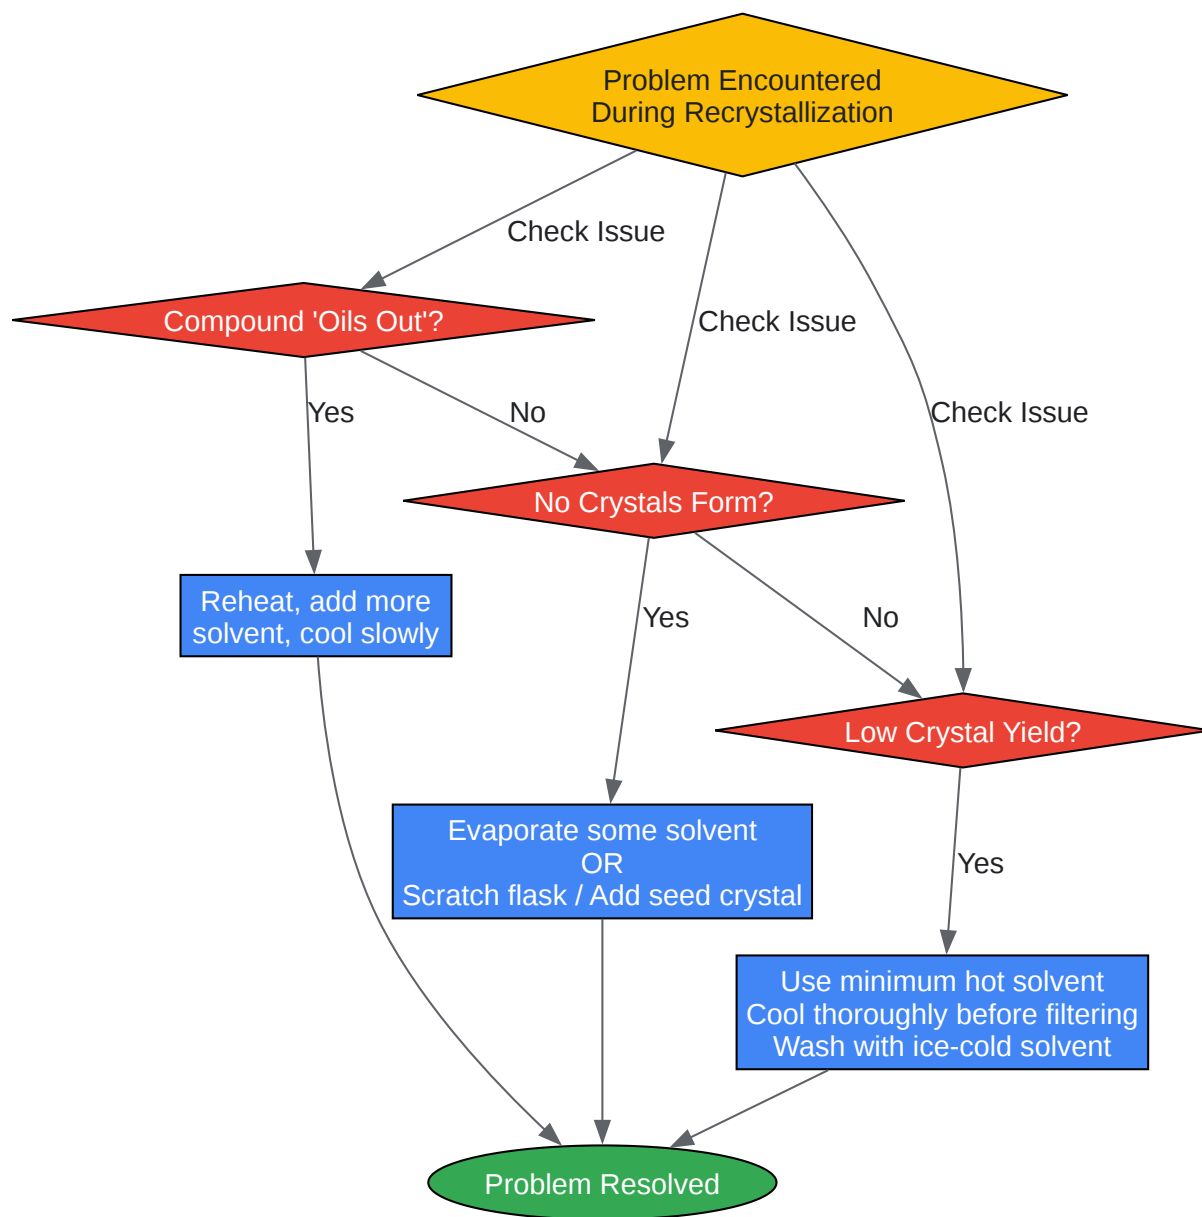 Problem Encountered
During Recrystallization
Check Issue
Compound 'Oils Out'?
Check Issue
Yes
No
Check Issue
No Crystals Form?
Reheat, add more
solvent, cool slowly
Yes
No
Low Crystal Yield?
Evaporate some solvent
OR
Scratch flask / Add seed crystal
Yes
Use minimum hot solvent
Cool thoroughly before filtering
Wash with ice-cold solvent
Problem Resolved